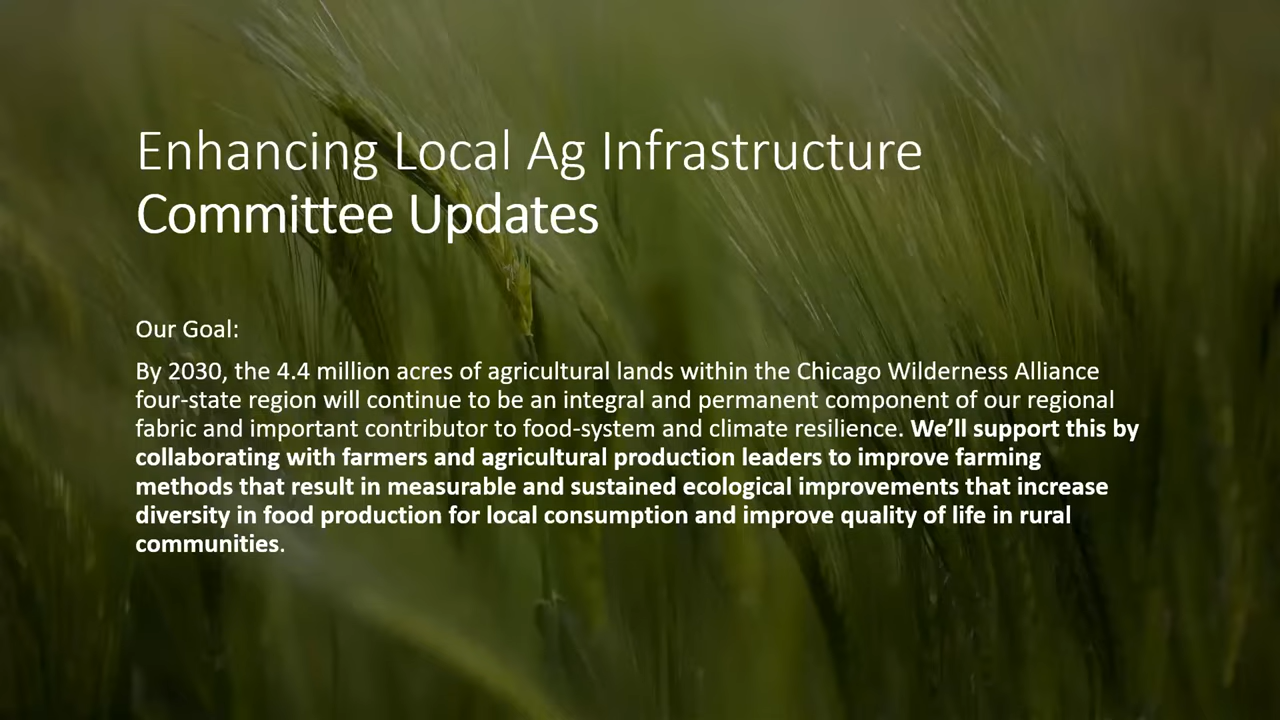 Enhancing Local Ag Infrastructure
Committee Updates
Our Goal:
By 2030, the 4.4 million acres of agricultural lands within the Chicago Wilderness Alliance
four-state region will continue to be an integral and permanent component of our regional
fabric and important contributor to food-system and climate resilience. We’ll support this by
collaborating with farmers and agricultural production leaders to improve farming
methods that result in measurable and sustained ecological improvements that increase
diversity in food production for local consumption and improve quality of life in rural
communities.